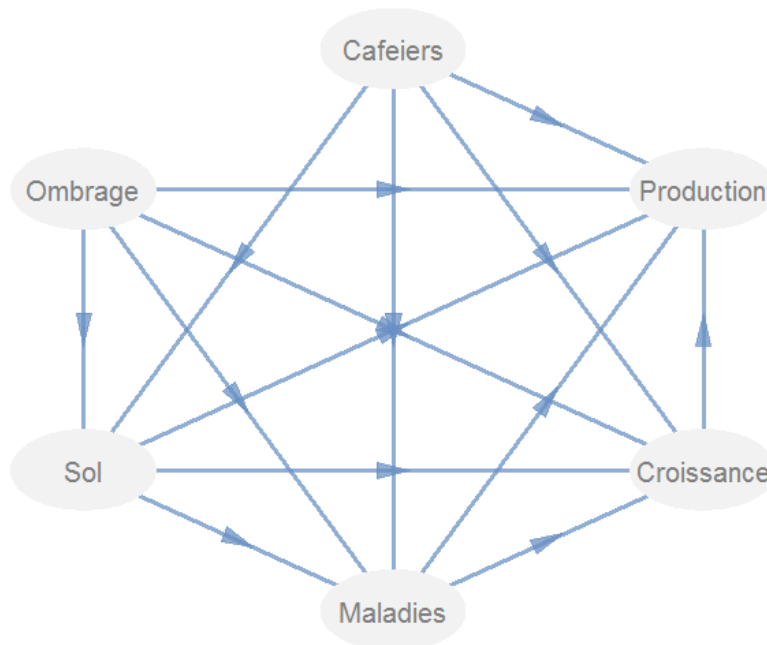 Cafeiers
Ombrage
Production
Sol
Croissance
Maladies